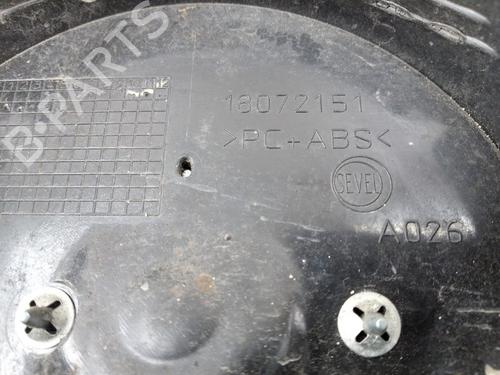 B-PARTS
18072151
>PC+ABS<
SEVEL
A026